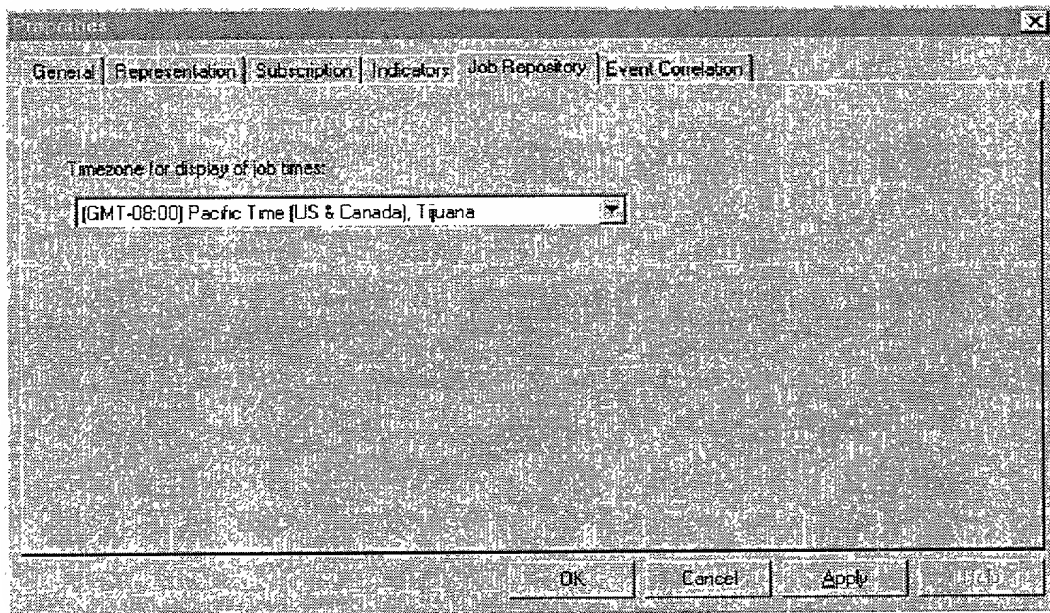 Properties
General Representation Subscription Indicators Job Repository Event Correlation
Timezone for display of job times:
(GMT-08:00) Pacific Time (US & Canada), Tijuana
OK Cancel Apply Help